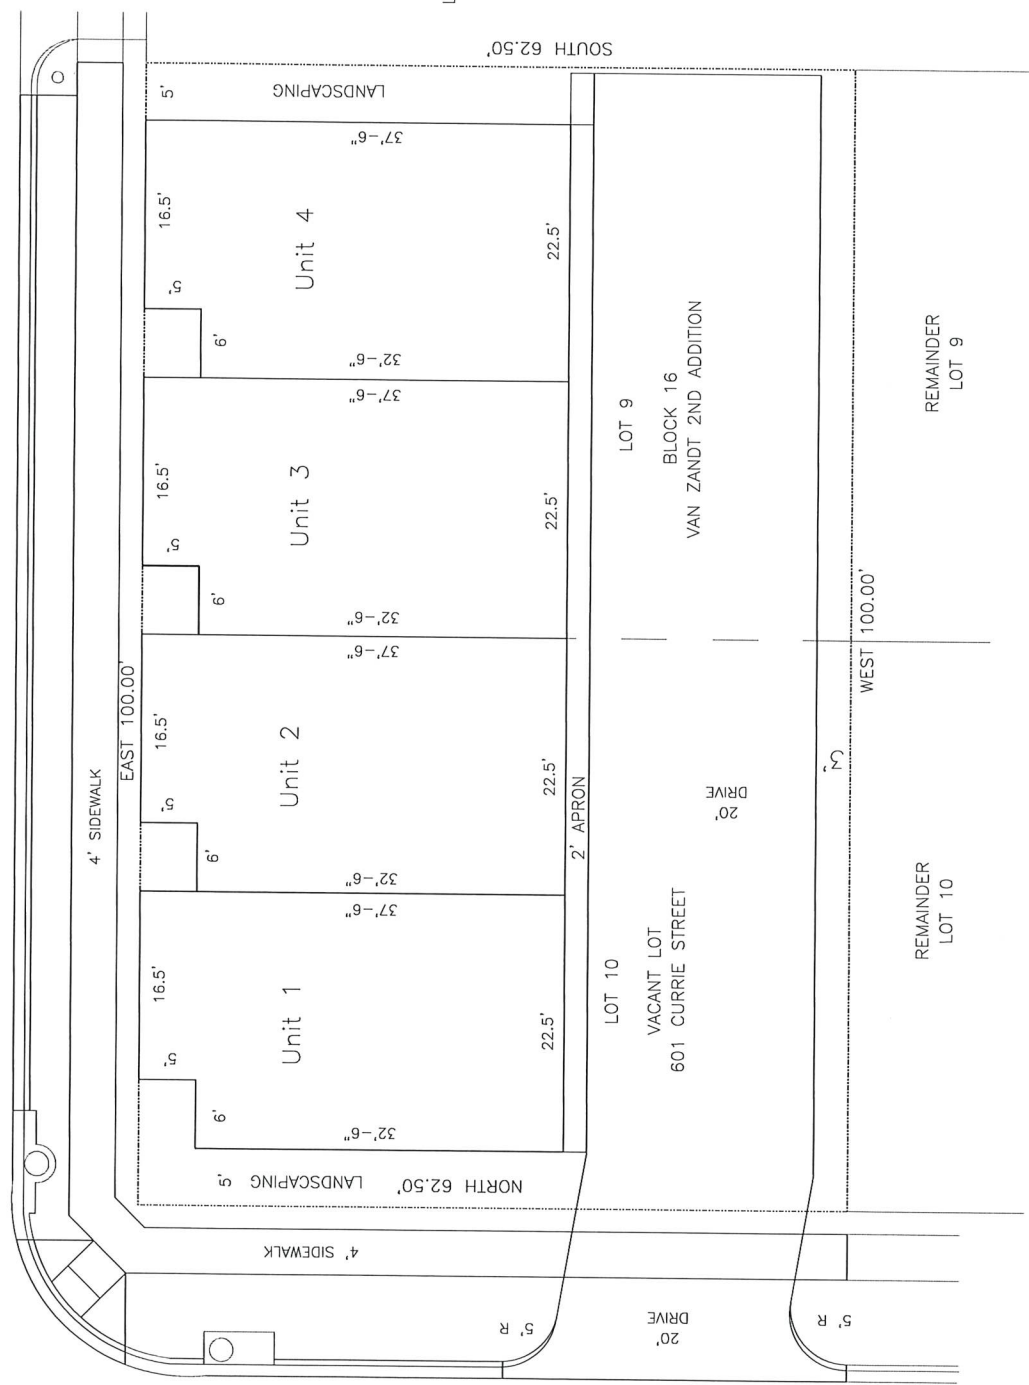 SOUTH 62.50'
5'
LANDSCAPING
37'-6"
16.5'
Unit 4
22.5'
5'
6'
32'-6"
37'-6"
16.5'
Unit 3
22.5'
5'
6'
32'-6"
37'-6"
16.5'
Unit 2
22.5'
5'
6'
32'-6"
37'-6"
16.5'
Unit 1
22.5'
5'
6'
32'-6"
4' SIDEWALK
EAST 100.00'
2' APRON
LOT 9
BLOCK 16
VAN ZANDT 2ND ADDITION
REMAINDER
LOT 9
WEST 100.00'
3'
20'
DRIVE
LOT 10
VACANT LOT
601 CURRIE STREET
REMAINDER
LOT 10
5'
LANDSCAPING
NORTH 62.50'
4' SIDEWALK
5' R
20'
DRIVE
5' R